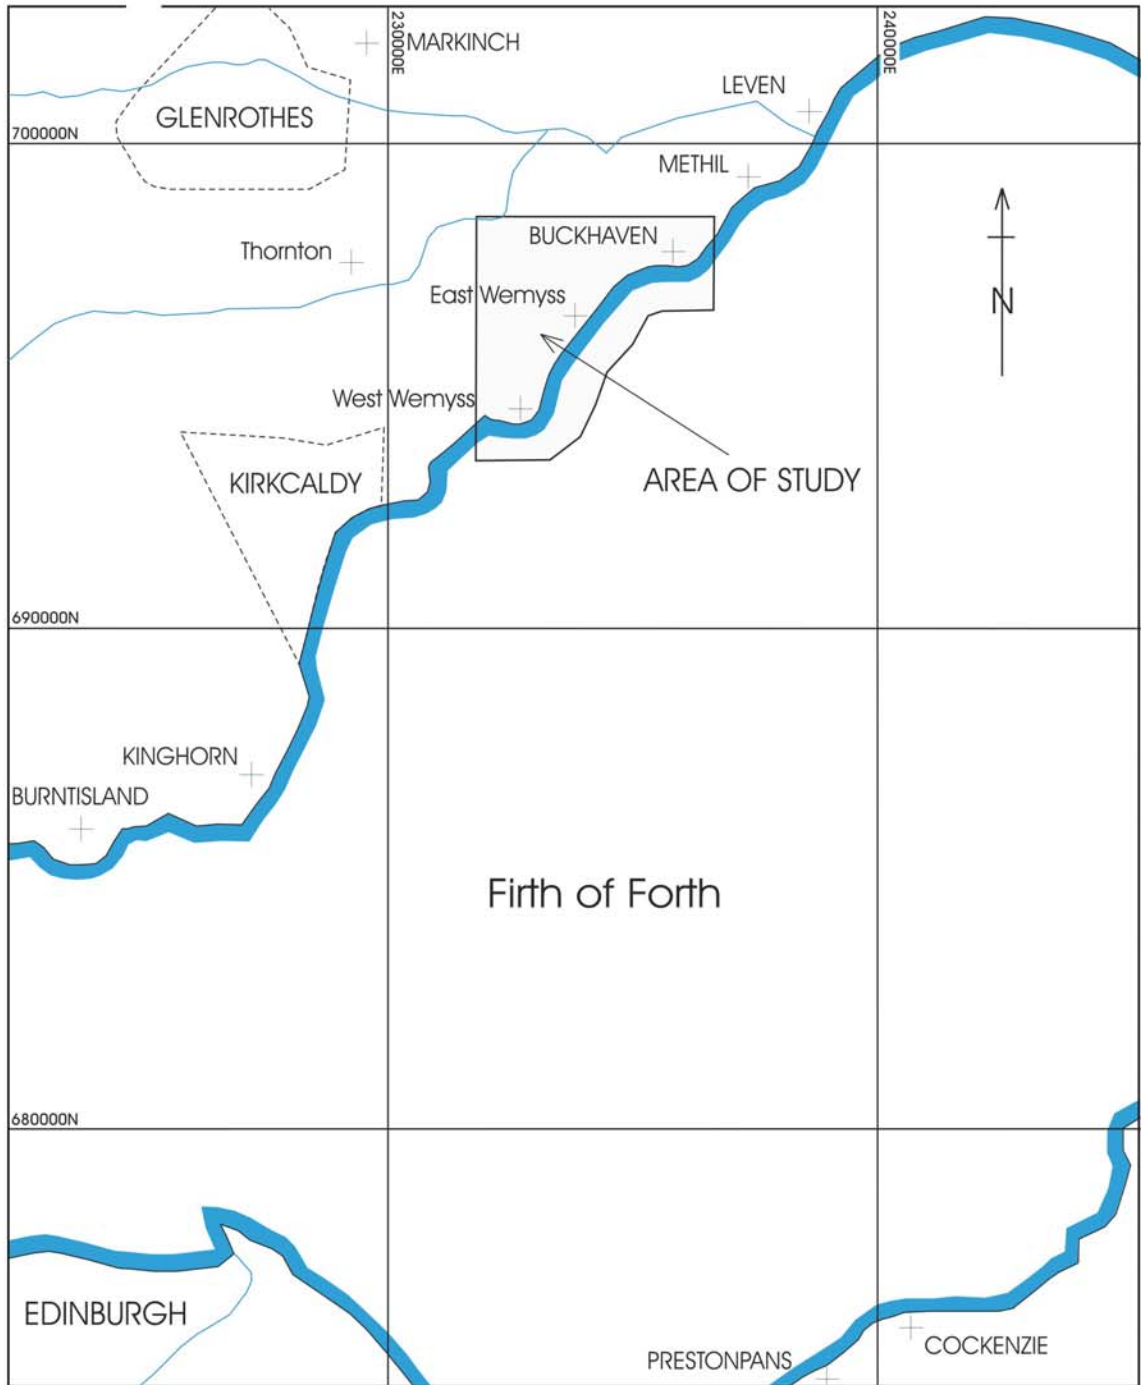 MARKINCH
230000E
240000E
LEVEN
GLENROTHES
700000N
METHIL
BUCKHAVEN
Thornton
East Wemyss
N
West Wemyss
KIRKCALDY
AREA OF STUDY
690000N
KINGHORN
BURNTISLAND
Firth of Forth
680000N
EDINBURGH
COCKENZIE
PRESTONPANS